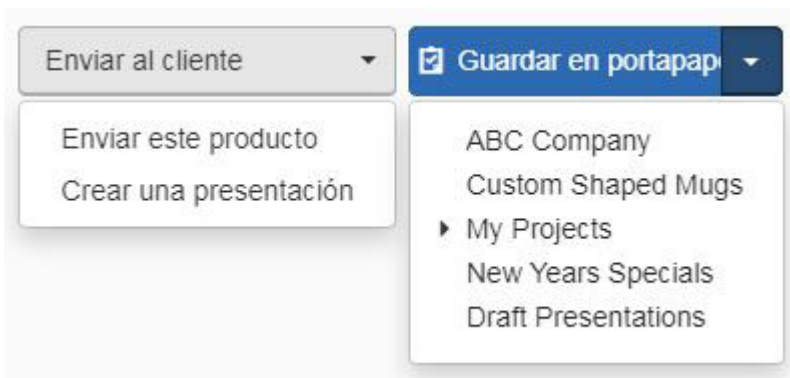 Enviar al cliente
Enviar este producto
Crear una presentación
Guardar en portapap
ABC Company
Custom Shaped Mugs
My Projects
New Years Specials
Draft Presentations